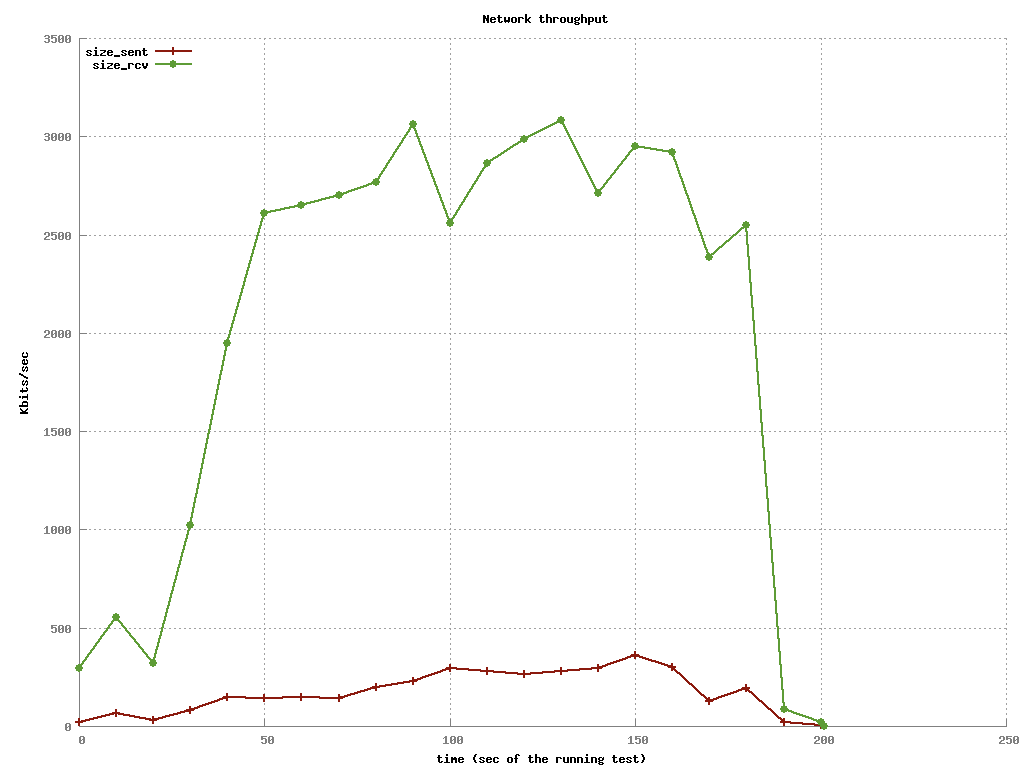 Network throughput
3500
size_sent
size_rcv
3000
2500
2000
Kbits/sec
1500
1000
500
0
0 50 100 150 200 250
time (sec of the running test)